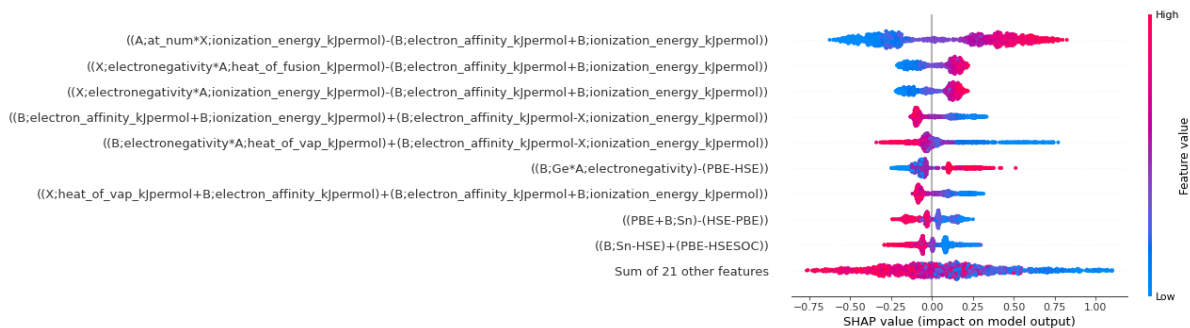 High
((A;at_num*X;ionization_energy_kJpermol)-(B;electron_affinity_kJpermol+B;ionization_energy_kJpermol))
((X;electronegativity*A;heat_of_fusion_kJpermol)-(B;electron_affinity_kJpermol+B;ionization_energy_kJpermol))
((X;electronegativity*A;ionization_energy_kJpermol)-(B;electron_affinity_kJpermol+B;ionization_energy_kJpermol))
((B;electron_affinity_kJpermol+B;ionization_energy_kJpermol)+(B;electron_affinity_kJpermol-X;ionization_energy_kJpermol))
((B;electronegativity*A;heat_of_vap_kJpermol)+(B;electron_affinity_kJpermol-X;ionization_energy_kJpermol))
((B;Ge*A;electronegativity)-(PBE-HSE))
((X;heat_of_vap_kJpermol+B;electron_affinity_kJpermol)+(B;electron_affinity_kJpermol+B;ionization_energy_kJpermol))
((PBE+B;Sn)-(HSE-PBE))
((B;Sn-HSE)+(PBE-HSESOC))
Sum of 21 other features
Feature value
Low
−0.75 −0.50 −0.25 0.00 0.25 0.50 0.75 1.00
SHAP value (impact on model output)